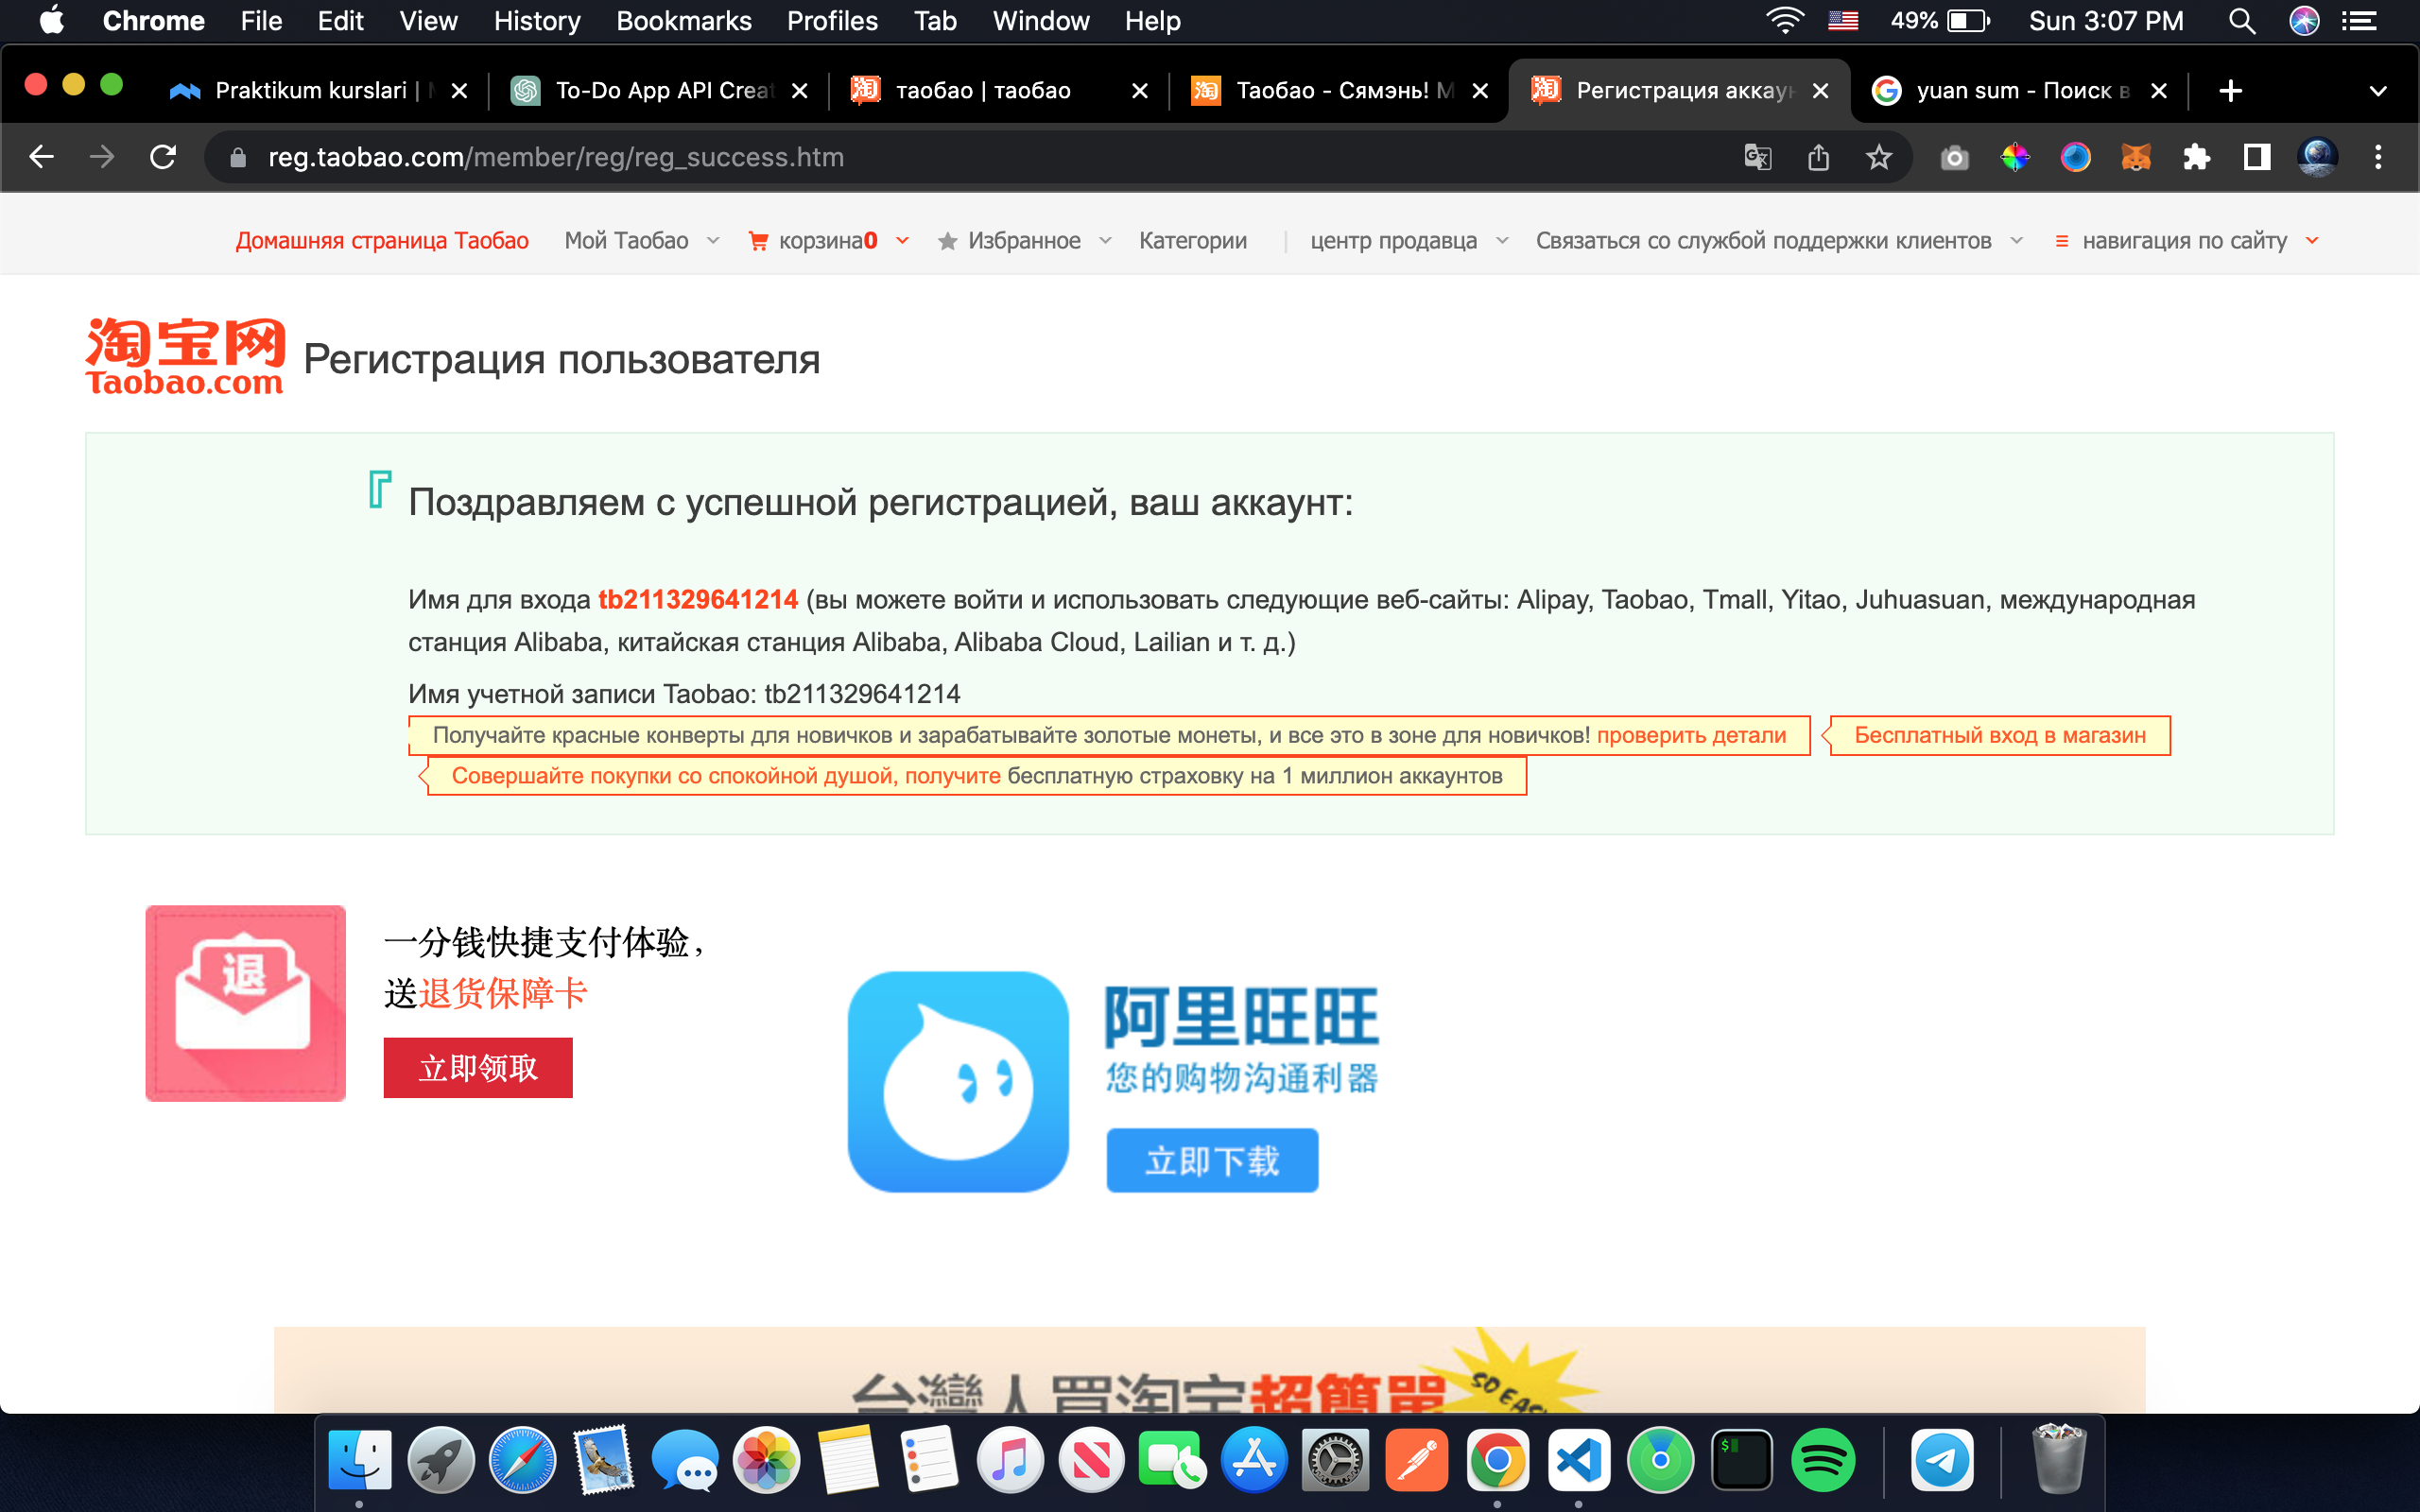 Chrome File Edit View History Bookmarks Profiles Tab Window Help 49% Sun 3:07 PM
Praktikum kurslari | To-Do App API Creat таобао | таобао Таобао - Сямэнь! Регистрация аккаун yuan sum - Поиск в
reg.taobao.com/member/reg/reg_success.htm
Домашняя страница Таобао Мой Таобао корзина0 Избранное Категории центр продавца Связаться со службой поддержки клиентов навигация по сайту
淘宝网
Taobao.com
Регистрация пользователя
Поздравляем с успешной регистрацией, ваш аккаунт:
Имя для входа tb211329641214 (вы можете войти и использовать следующие веб-сайты: Alipay, Taobao, Tmall, Yitao, Juhuasuan, международная
станция Alibaba, китайская станция Alibaba, Alibaba Cloud, Lailian и т. д.)
Имя учетной записи Taobao: tb211329641214
Получайте красные конверты для новичков и зарабатывайте золотые монеты, и все это в зоне для новичков! проверить детали Бесплатный вход в магазин
Совершайте покупки со спокойной душой, получите бесплатную страховку на 1 миллион аккаунтов
退
一分钱快捷支付体验，
送退货保障卡
立即领取
阿里旺旺
您的购物沟通利器
立即下载
台灣人買淘宝超簡單
SO EASY